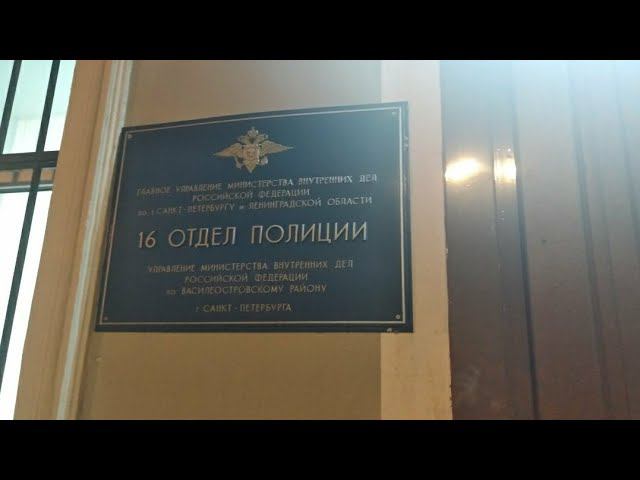 ГЛАВНОЕ УПРАВЛЕНИЕ МИНИСТЕРСТВА ВНУТРЕННИХ ДЕЛ
РОССИЙСКОЙ ФЕДЕРАЦИИ
по г САНКТ-ПЕТЕРБУРГУ и ЛЕНИНГРАДСКОЙ ОБЛАСТИ
16 ОТДЕЛ ПОЛИЦИИ
УПРАВЛЕНИЕ МИНИСТЕРСТВА ВНУТРЕННИХ ДЕЛ
РОССИЙСКОЙ ФЕДЕРАЦИИ
по ВАСИЛЕОСТРОВСКОМУ РАЙОНУ
г САНКТ-ПЕТЕРБУРГА